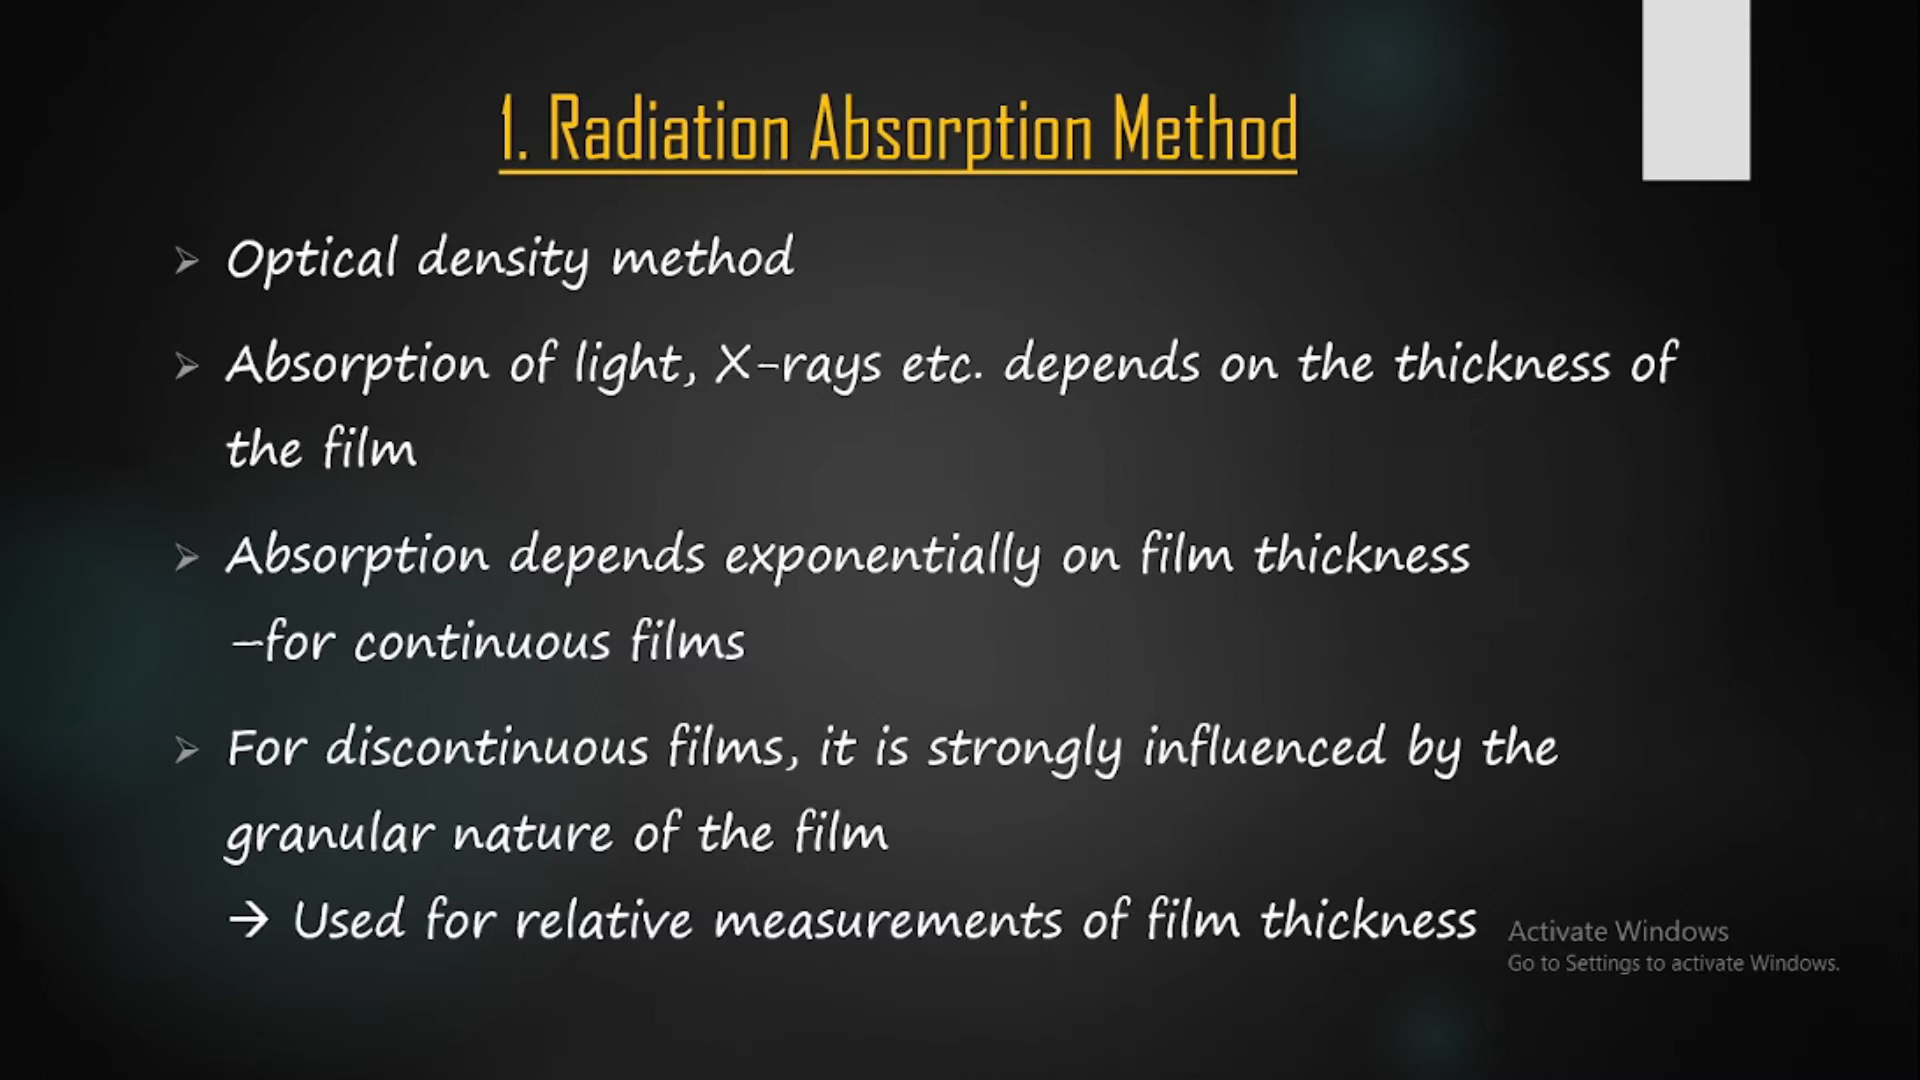 1. Radiation Absorption Method
➢ Optical density method
➢ Absorption of light, X-rays etc. depends on the thickness of
the film
➢ Absorption depends exponentially on film thickness
–for continuous films
➢ For discontinuous films, it is strongly influenced by the
granular nature of the film
→ Used for relative measurements of film thickness
Activate Windows
Go to Settings to activate Windows.